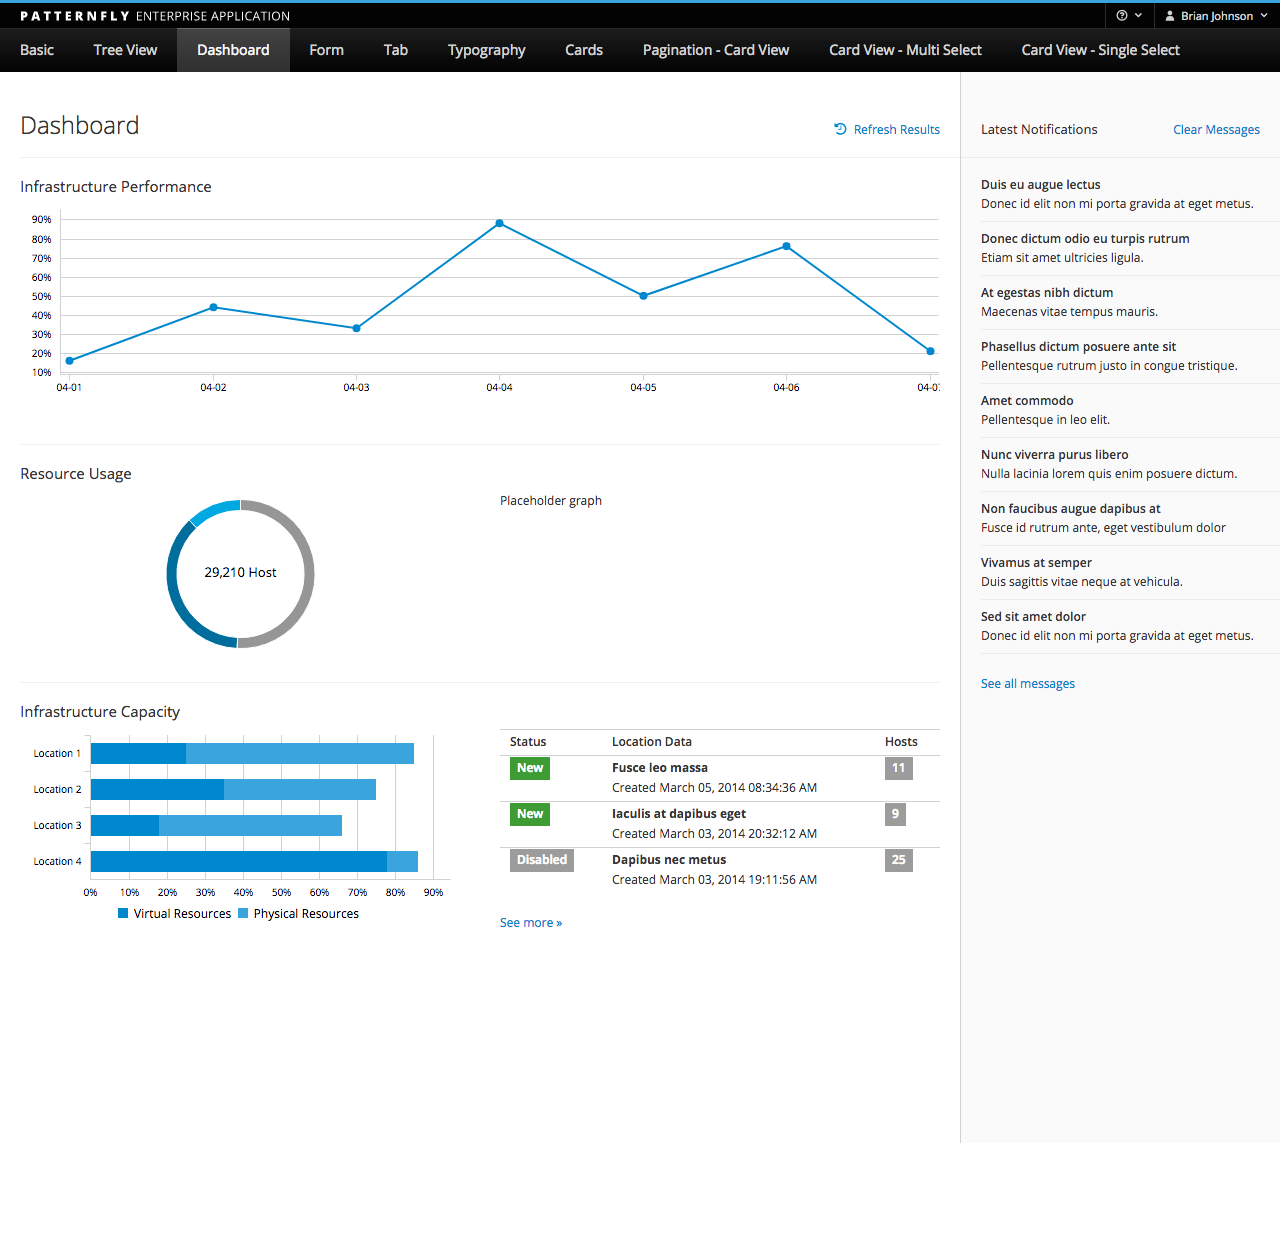 PATTERNFLY ENTERPRISE APPLICATION
Brian Johnson
Basic Tree View Dashboard Form Tab Typography Cards Pagination - Card View Card View - Multi Select Card View - Single Select
Dashboard
Refresh Results
Infrastructure Performance
90%
80%
70%
60%
50%
40%
30%
20%
10%
04-01 04-02 04-03 04-04 04-05 04-06 04-0
Resource Usage
29,210 Host
Placeholder graph
Infrastructure Capacity
Location 1
Location 2
Location 3
Location 4
0% 10% 20% 30% 40% 50% 60% 70% 80% 90%
Virtual Resources Physical Resources
Status Location Data Hosts
New Fusce leo massa 11
Created March 05, 2014 08:34:36 AM
New Iaculis at dapibus eget 9
Created March 03, 2014 20:32:12 AM
Disabled Dapibus nec metus 25
Created March 03, 2014 19:11:56 AM
See more »
Latest Notifications Clear Messages
Duis eu augue lectus
Donec id elit non mi porta gravida at eget metus.
Donec dictum odio eu turpis rutrum
Etiam sit amet ultricies ligula.
At egestas nibh dictum
Maecenas vitae tempus mauris.
Phasellus dictum posuere ante sit
Pellentesque rutrum justo in congue tristique.
Amet commodo
Pellentesque in leo elit.
Nunc viverra purus libero
Nulla lacinia lorem quis enim posuere dictum.
Non faucibus augue dapibus at
Fusce id rutrum ante, eget vestibulum dolor
Vivamus at semper
Duis sagittis vitae neque at vehicula.
Sed sit amet dolor
Donec id elit non mi porta gravida at eget metus.
See all messages